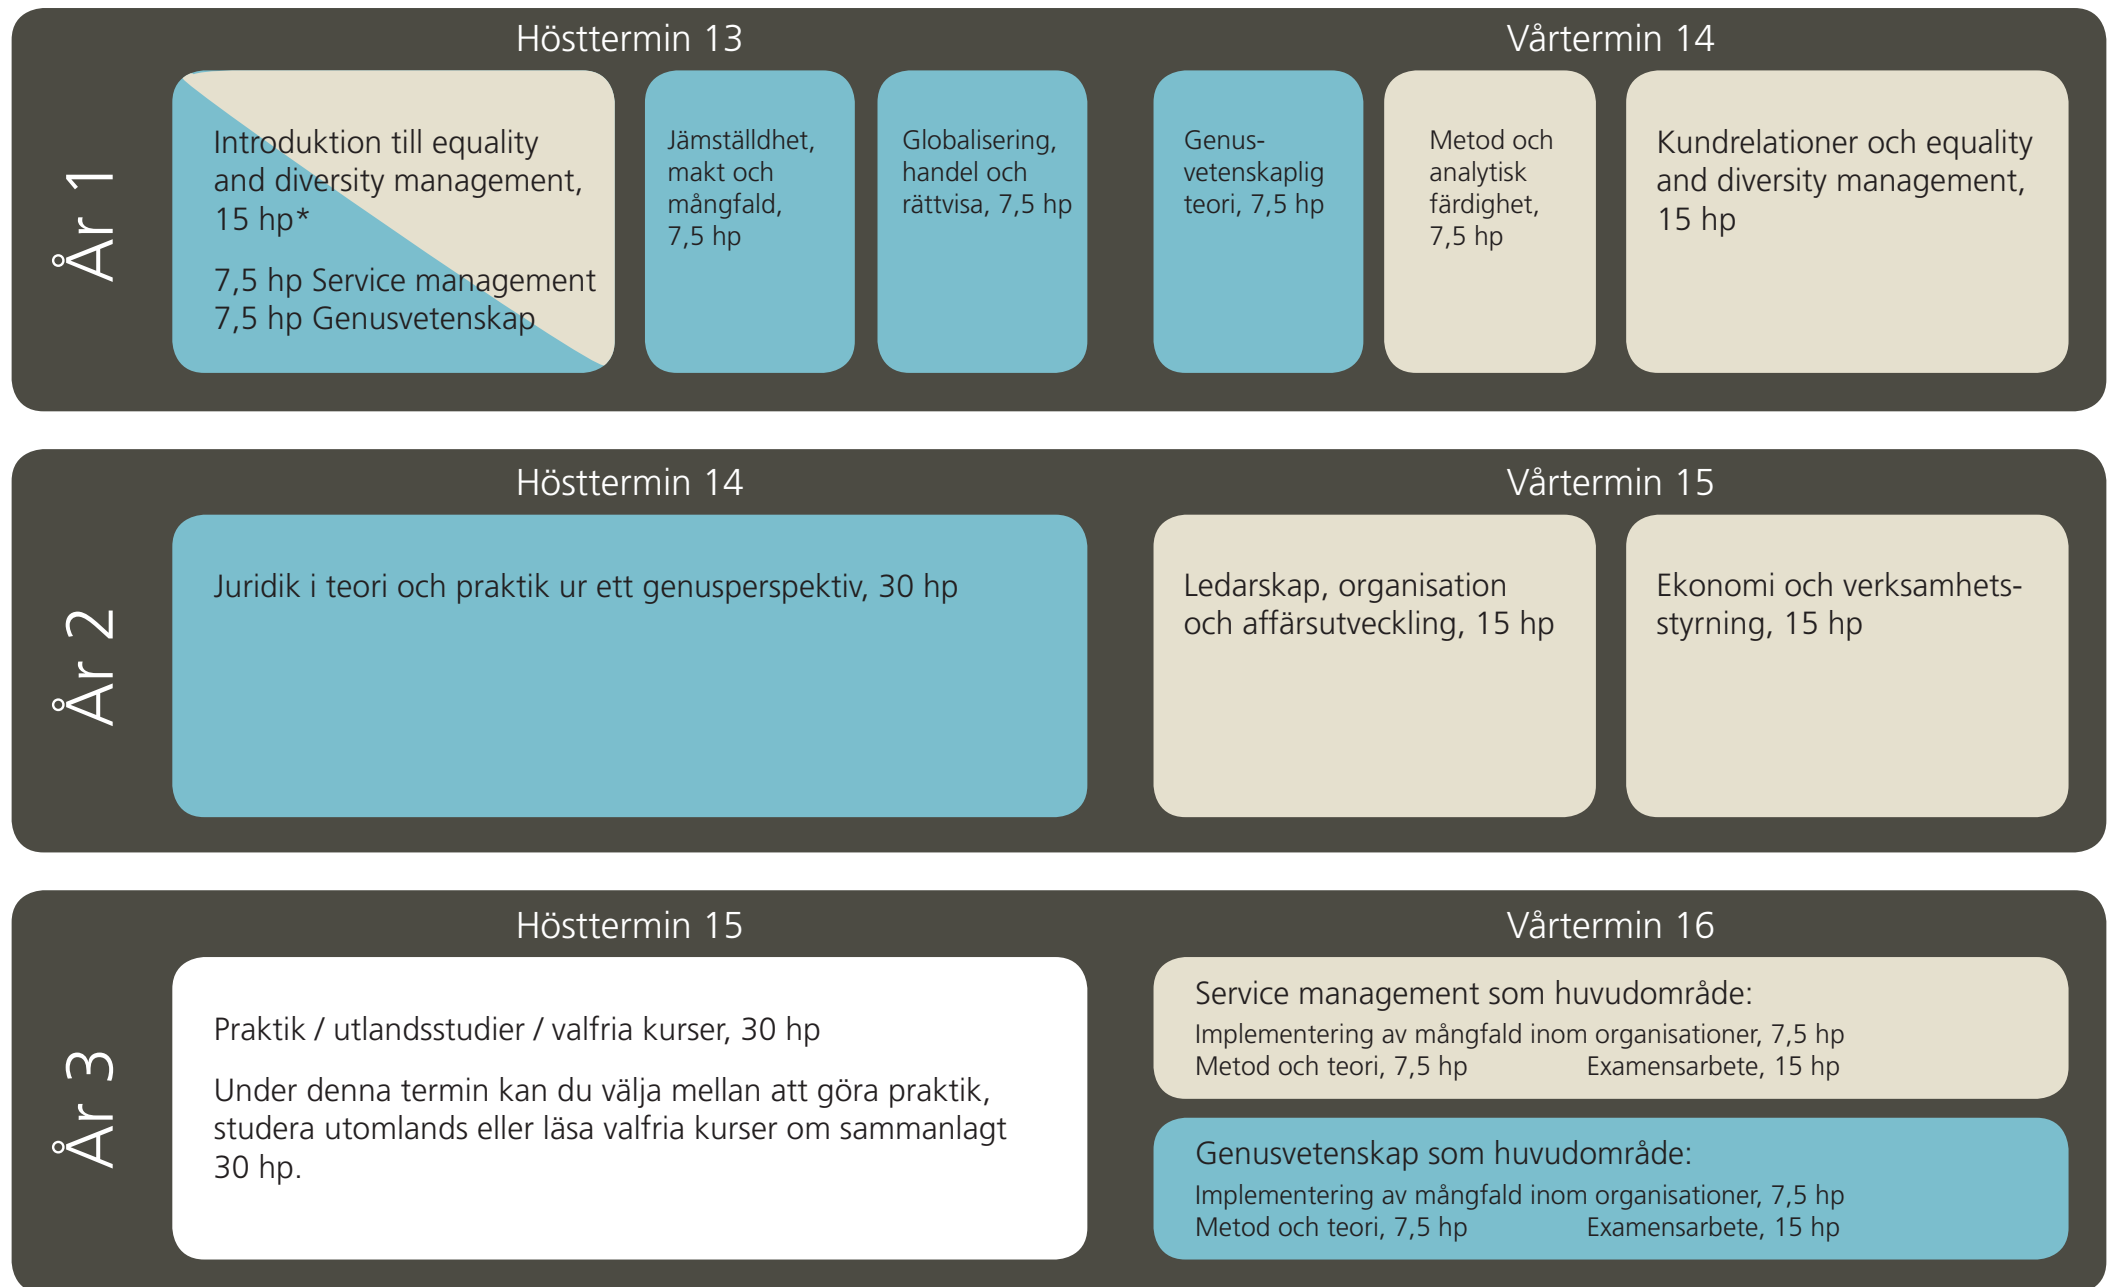 År 1
Hösttermin 13
Introduktion till equality
and diversity management,
15 hp*
7,5 hp Service management
7,5 hp Genusvetenskap
Jämställdhet,
makt och
mångfald,
7,5 hp
Globalisering,
handel och
rättvisa, 7,5 hp
Vårtermin 14
Genus-
vetenskaplig
teori, 7,5 hp
Metod och
analytisk
färdighet,
7,5 hp
Kundrelationer och equality
and diversity management,
15 hp
År 2
Hösttermin 14
Juridik i teori och praktik ur ett genusperspektiv, 30 hp
Vårtermin 15
Ledarskap, organisation
och affärsutveckling, 15 hp
Ekonomi och verksamhets-
styrning, 15 hp
År 3
Hösttermin 15
Praktik / utlandsstudier / valfria kurser, 30 hp
Under denna termin kan du välja mellan att göra praktik,
studera utomlands eller läsa valfria kurser om sammanlagt
30 hp.
Vårtermin 16
Service management som huvudområde:
Implementering av mångfald inom organisationer, 7,5 hp
Metod och teori, 7,5 hp Examensarbete, 15 hp
Genusvetenskap som huvudområde:
Implementering av mångfald inom organisationer, 7,5 hp
Metod och teori, 7,5 hp Examensarbete, 15 hp